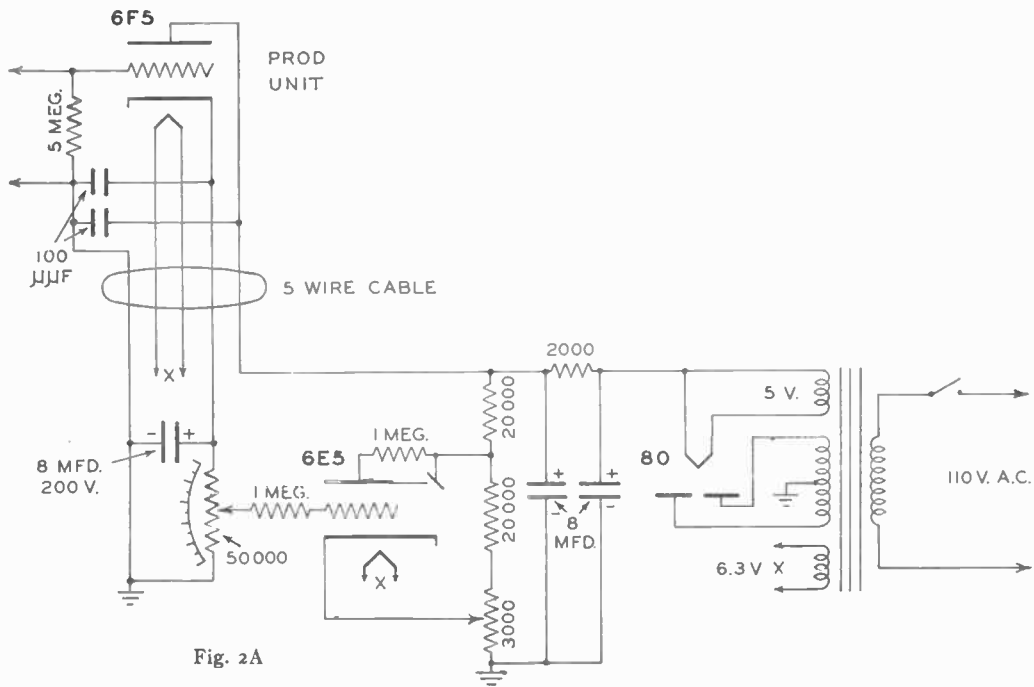 6F5
PROD
UNIT
5 MEG.
100
µµF
5 WIRE CABLE
X
2000
5 V.
20000
1 MEG.
- +
8 MFD.
200 V.
6E5
80
110 V. A.C.
1 MEG.
+ +
20000
- 8 -
MFD.
50000
X
6.3 V X
3000
Fig. 2A